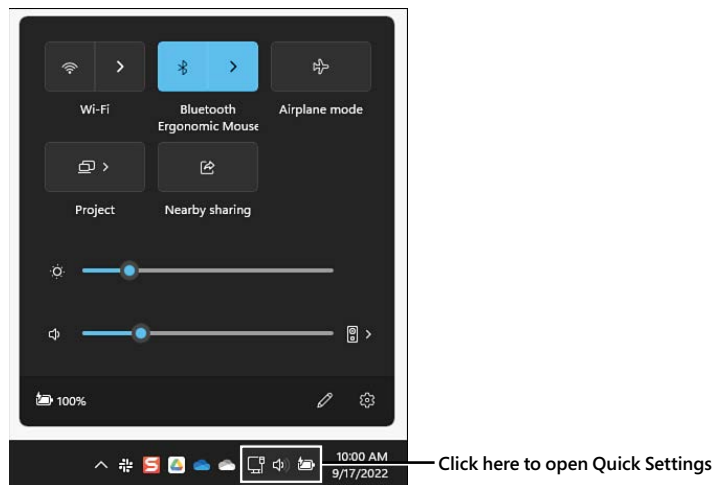 Wi-Fi
Bluetooth
Ergonomic Mouse
Airplane mode
Project
Nearby sharing
100%
10:00 AM
9/17/2022
Click here to open Quick Settings